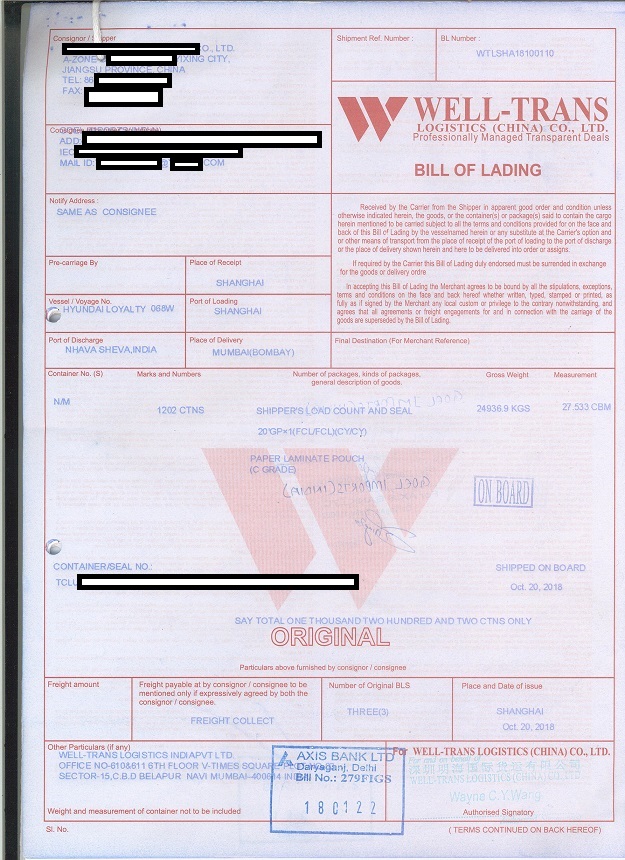 Consignor / Shipper
O., LTD.
A-ZONE YIXING CITY,
JIANGSU PROVINCE, CHINA
TEL: 86
FAX:
Shipment Ref. Number :
BL Number :
WTLSHA18100110
WELL-TRANS
LOGISTICS (CHINA) CO., LTD.
Professionally Managed Transparent Deals
BILL OF LADING
ADD:
IEC
MAIL ID: @ .COM
Notify Address :
SAME AS CONSIGNEE
Received by the Carrier from the Shipper in apparent good order and condition unless
otherwise indicated herein, the goods, or the container(s) or package(s) said to contain the cargo
herein mentioned to be carried subject to all the terms and conditions provided for on the face and
back of this Bill of Lading by the vesselnamed herein or any substitute at the Carrier's option and
or other means of transport from the place of receipt of the port of loading to the port of discharge
or the place of delivery shown herein and here to be delivered into order or assigns.
If required by the Carrier this Bill of Lading duly endorsed must be surrended in exchange
for the goods or delivery ordre
In accepting this Bill of Lading the Merchant agrees to be bound by all the stipulations, exceptions,
terms and conditions on the face and back hereof whether written, typed, stamped or printed, as
fully as if signed by the Merchant any local custom or privilege to the contrary nonwithstanding, and
agrees that all agreements or freight engagements for and in connection with the carriage of the
goods are superseded by the Bill of Lading.
Pre-carriage By
Place of Receipt
SHANGHAI
Vessel / Voyage No.
HYUNDAI LOYALTY 068W
Port of Loading
SHANGHAI
Port of Discharge
NHAVA SHEVA,INDIA
Place of Delivery
MUMBAI(BOMBAY)
Final Destination (For Merchant Reference)
Container No. (S)
Marks and Numbers
Number of packages, kinds of packages,
general description of goods.
Gross Weight
Measurement
N/M
1202 CTNS
SHIPPER'S LOAD COUNT AND SEAL
24936.9 KGS
27.533 CBM
20'GP×1(FCL/FCL)(CY/CY)
PAPER LAMINATE POUCH
(C GRADE)
ON BOARD
CONTAINER/SEAL NO.:
TCLU
SHIPPED ON BOARD
Oct. 20, 2018
SAY TOTAL ONE THOUSAND TWO HUNDRED AND TWO CTNS ONLY
ORIGINAL
Particulars above furnished by consignor / consignee
Freight amount
Freight payable at by consignor / consignee to be
mentioned only if expressively agreed by both the
consignor / consignee.
FREIGHT COLLECT
Number of Original BLS
THREE(3)
Place and Date of issue
SHANGHAI
Oct. 20, 2018
Other Particulars (if any)
WELL-TRANS LOGISTICS INDIAPVT LTD.
OFFICE NO-610&611 6TH FLOOR V-TIMES SQUARE
SECTOR-15,C.B.D BELAPUR NAVI MUMBAI-400614 INDIA
Weight and measurement of container not to be included
AXIS BANK LTD
Daryaganj, Delhi
Bill No.: 279FIGS
180122
For WELL-TRANS LOGISTICS (CHINA) CO., LTD.
For and on behalf of
WELL-TRANS LOGISTICS (CHINA) CO., LTD.
Wayne C.Y.Wang
Authorised Signatory
Sl. No.
( TERMS CONTINUED ON BACK HEREOF)